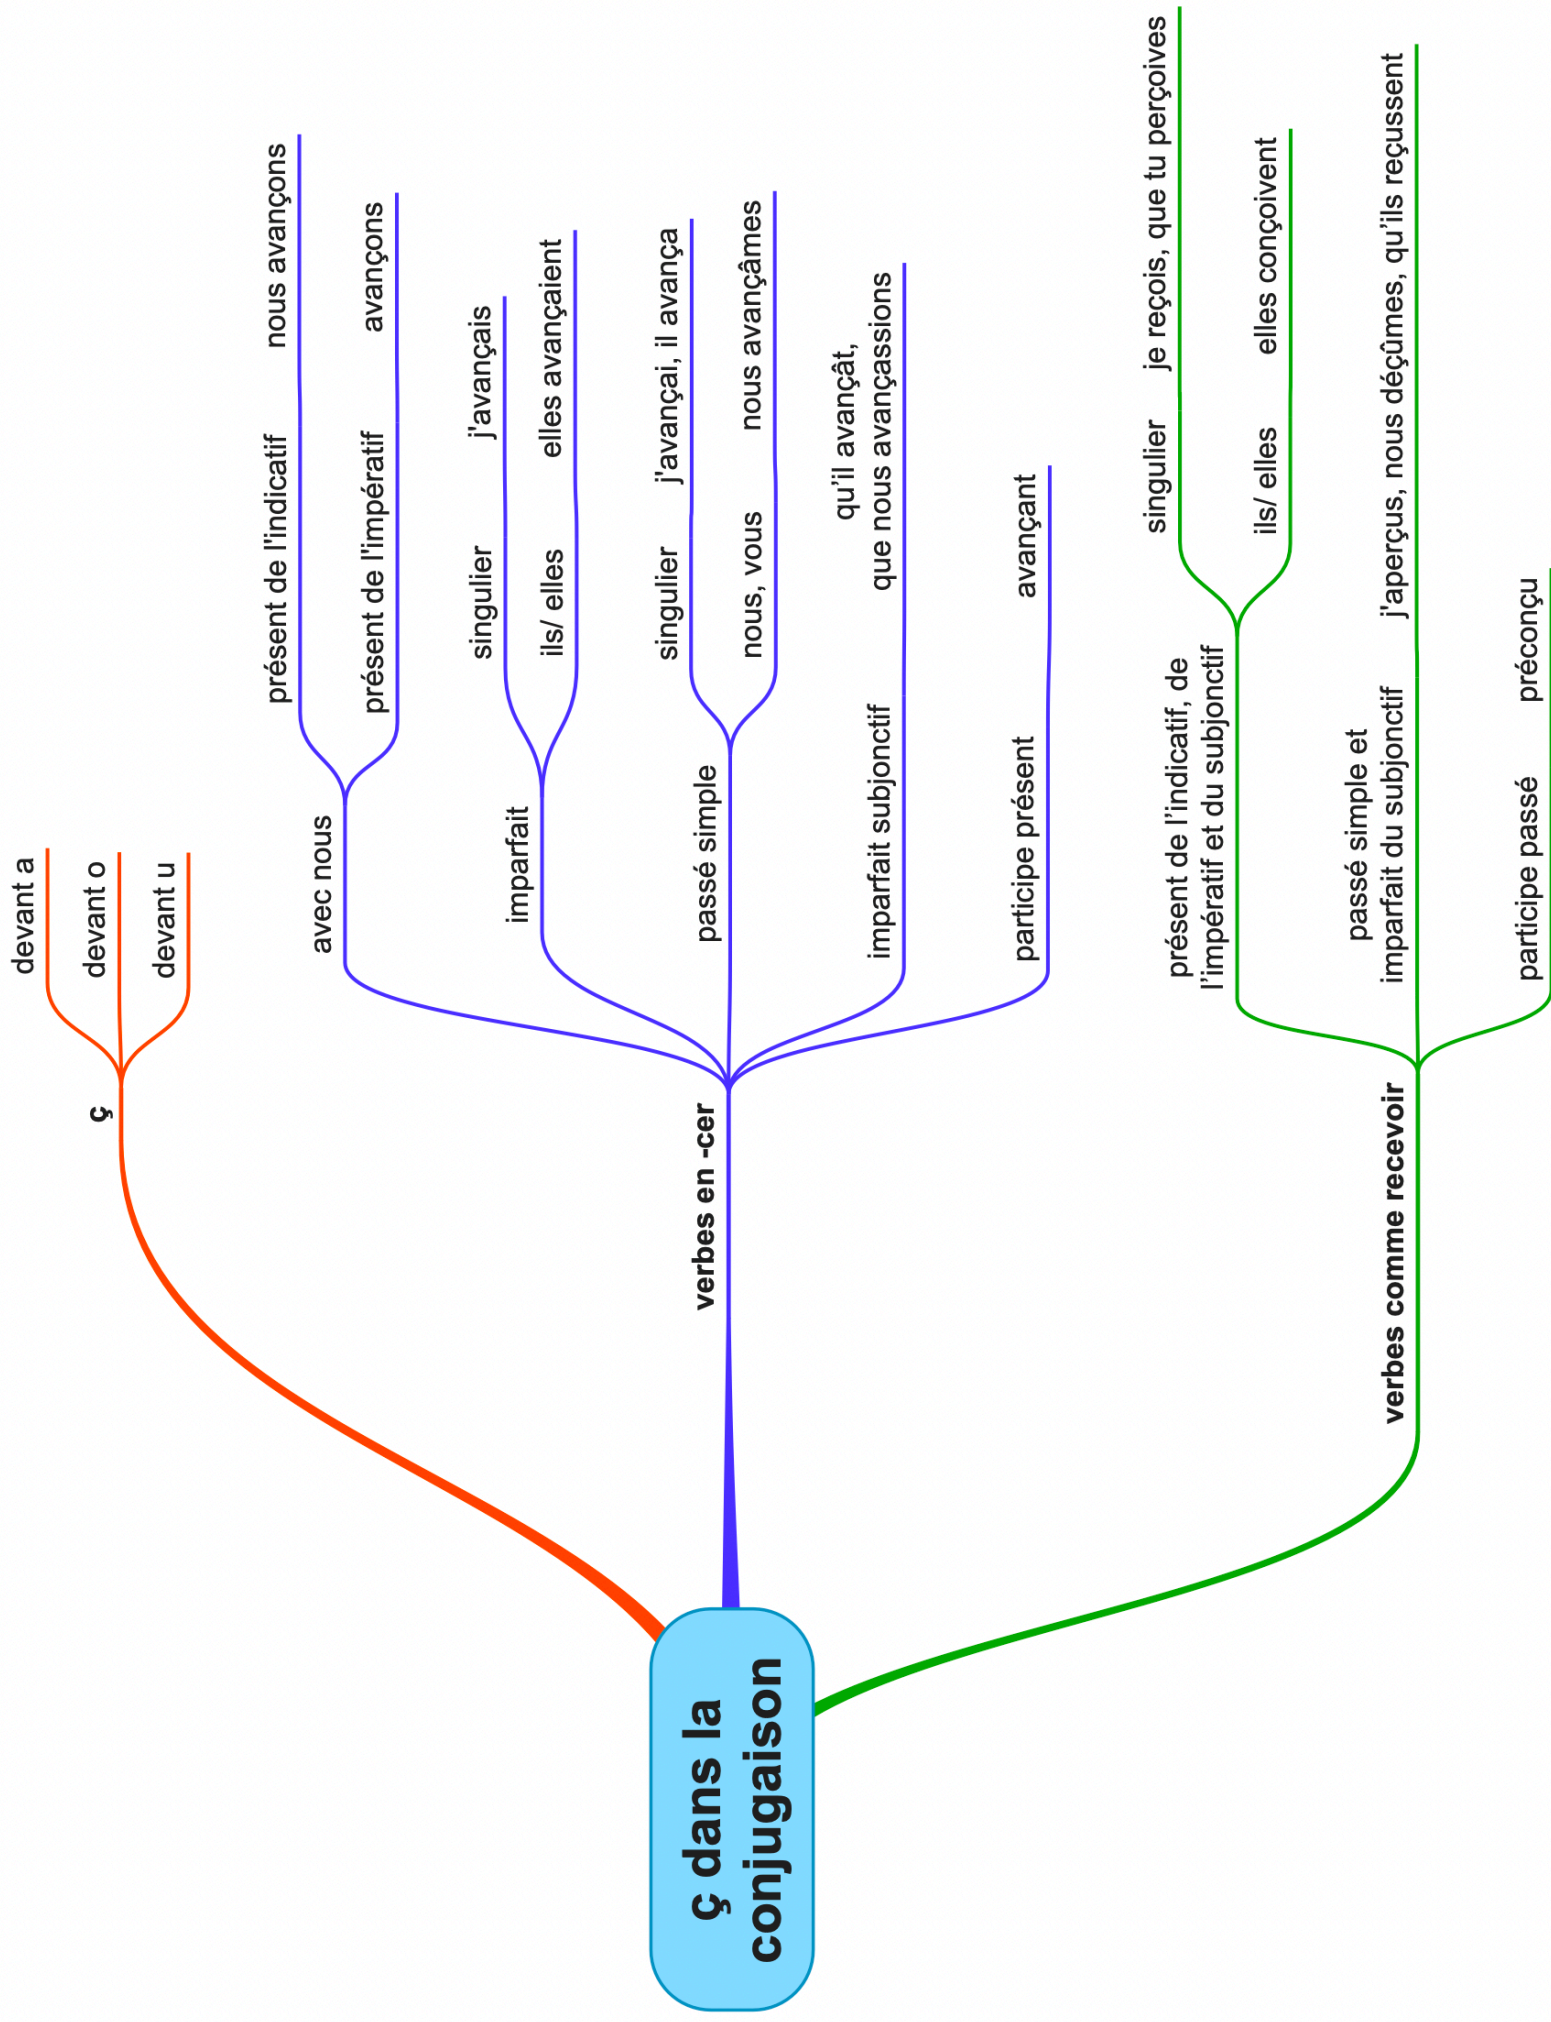 ç dans la
conjugaison
ç
devant a
devant o
devant u
verbes en -cer
avec nous
présent de l'indicatif
nous avançons
présent de l'impératif
avançons
imparfait
singulier
j'avançais
ils/ elles
elles avançaient
passé simple
singulier
j'avançai, il avança
nous, vous
nous avançâmes
imparfait subjonctif
qu’il avançât,
que nous avançassions
participe présent
avançant
verbes comme recevoir
présent de l’indicatif, de
l’impératif et du subjonctif
singulier
je reçois, que tu perçoives
ils/ elles
elles conçoivent
passé simple et
imparfait du subjonctif
j'aperçus, nous déçûmes, qu’ils reçussent
participe passé
préconçu